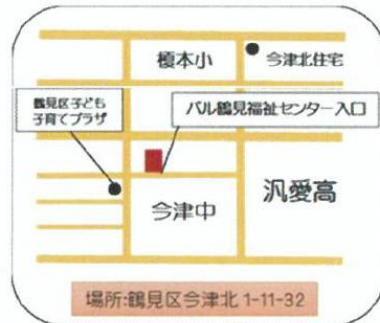 榎本小
今津北住宅
鶴見区子ども
子育てプラザ
パル鶴見福祉センター入口
今津中
汎愛高
場所:鶴見区今津北 1-11-32